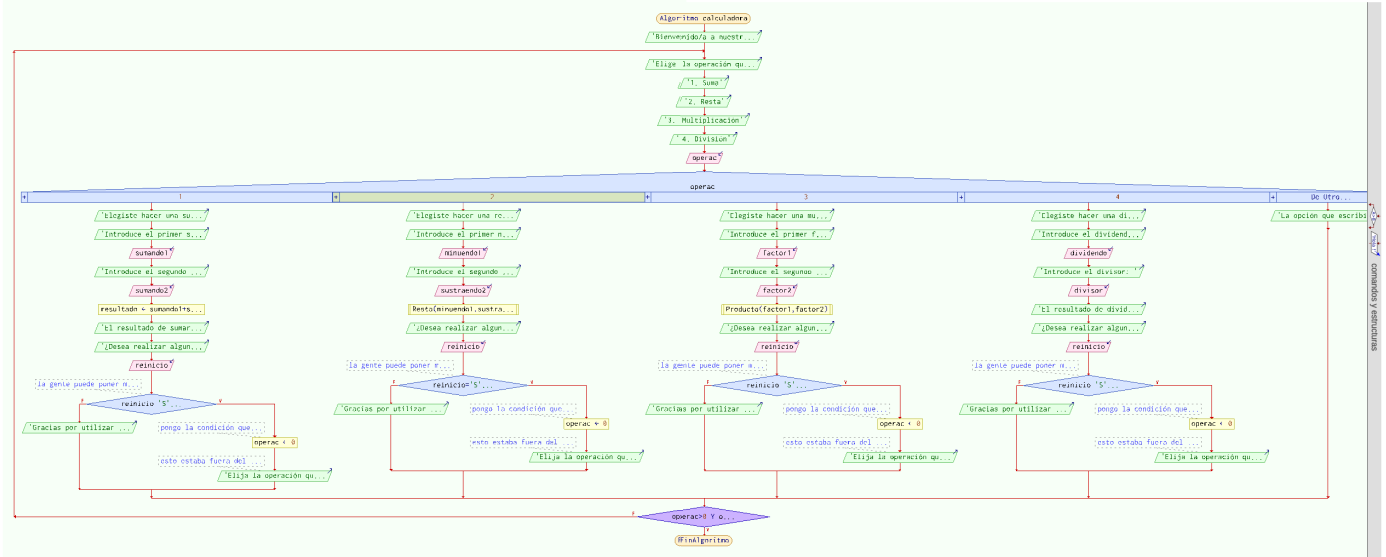 Algoritmo calculadora
'Bienvenido/a a nuestr...
'Elige la operación qu...
'1. Suma'
'2. Resta'
'3. Multiplicacion'
'4. Division'
operac
operac
+ 1 + 2 + 3 + 4 + De Otro...
'Elegiste hacer una su...
'Introduce el primer s...
sumando1
'Introduce el segundo ...
sumando2
resultado ← sumando1+s...
'El resultado de sumar...
'¿Desea realizar algun...
reinicio
la gente puede poner m...
reinicio 'S'...
F
V
'Gracias por utilizar ...
pongo la condición que...
operac ← 0
esto estaba fuera del ...
'Elija la operación qu...
'Elegiste hacer una re...
'Introduce el primer n...
minuendo1
'Introduce el segundo ...
sustraendo2
Resta(minuendo1,sustra...
'¿Desea realizar algun...
reinicio
la gente puede poner m...
reinicio='S'...
F
V
'Gracias por utilizar ...
pongo la condición que...
operac ← 0
esto estaba fuera del ...
'Elija la operación qu...
'Elegiste hacer una mu...
'Introduce el primer f...
factor1
'Introduce el segundo ...
factor2
Producto(factor1,factor2)
'¿Desea realizar algun...
reinicio
la gente puede poner m...
reinicio 'S'...
F
V
'Gracias por utilizar ...
pongo la condición que...
operac ← 0
esto estaba fuera del ...
'Elija la operación qu...
'Elegiste hacer una di...
'Introduce el dividend...
dividendo
'Introduce el divisor: '
divisor
'El resultado de divid...
'¿Desea realizar algun...
reinicio
la gente puede poner m...
reinicio 'S'...
F
V
'Gracias por utilizar ...
pongo la condición que...
operac ← 0
esto estaba fuera del ...
'Elija la operación qu...
'La opción que escribi
operac>0 Y o...
F
V
FinAlgoritmo
comandos y estructuras